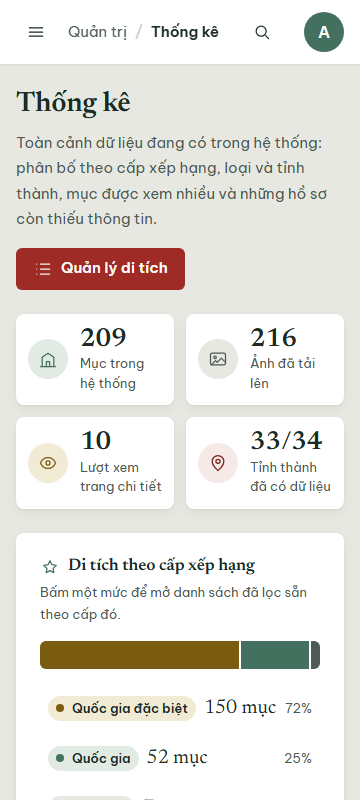 Quản trị / Thống kê
A
Thống kê
Toàn cảnh dữ liệu đang có trong hệ thống:
phân bố theo cấp xếp hạng, loại và tỉnh
thành, mục được xem nhiều và những hồ sơ
còn thiếu thông tin.
Quản lý di tích
209
Mục trong
hệ thống
216
Ảnh đã tải
lên
10
Lượt xem
trang chi tiết
33/34
Tỉnh thành
đã có dữ liệu
Di tích theo cấp xếp hạng
Bấm một mức để mở danh sách đã lọc sẵn
theo cấp đó.
Quốc gia đặc biệt 150 mục 72%
Quốc gia 52 mục 25%